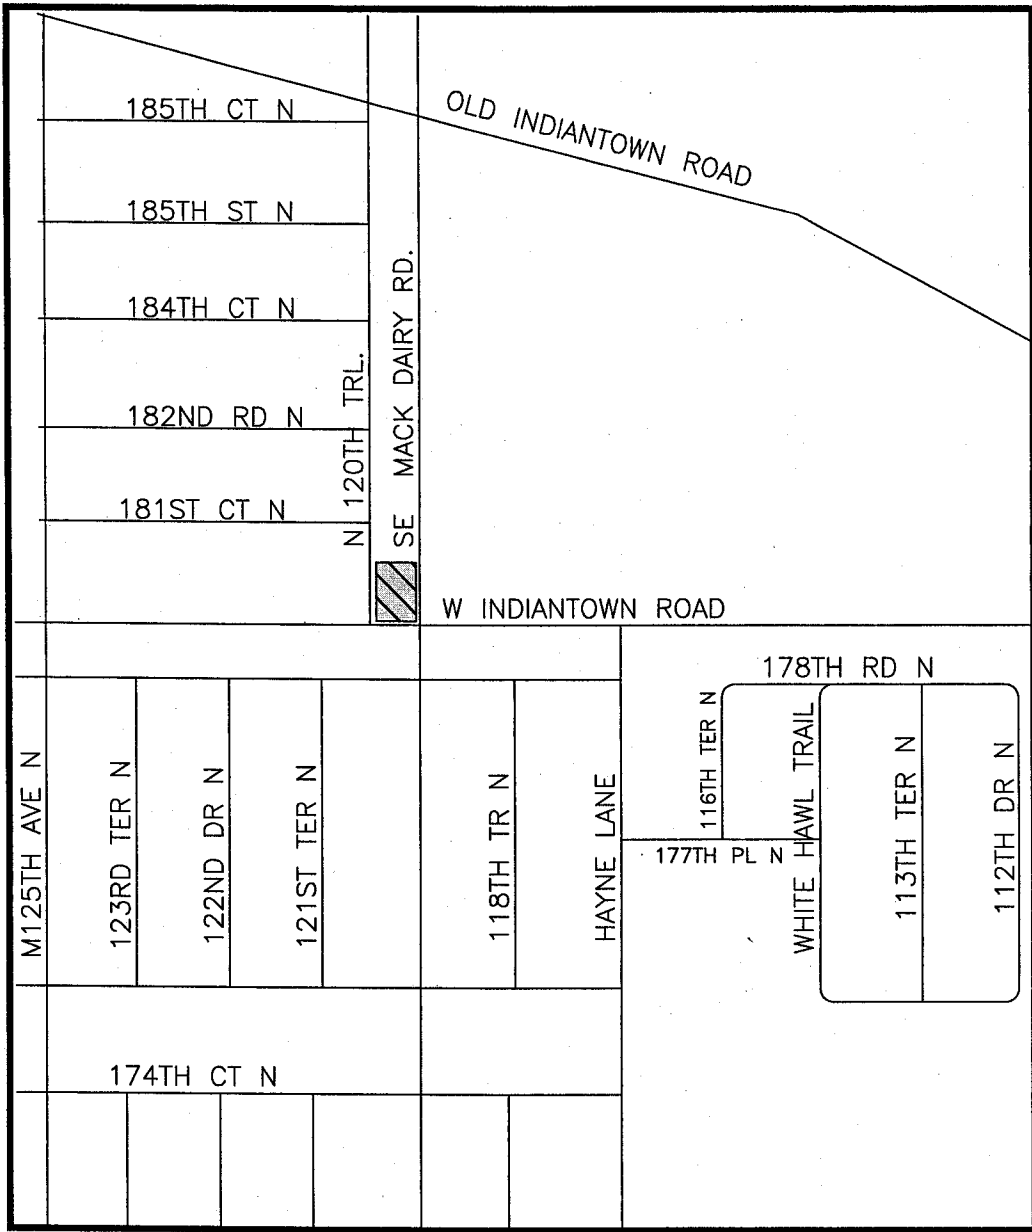 185TH CT N
OLD INDIANTOWN ROAD
185TH ST N
184TH CT N
182ND RD N
181ST CT N
N 120TH TRL.
SE MACK DAIRY RD.
W INDIANTOWN ROAD
178TH RD N
M125TH AVE N
123RD TER N
122ND DR N
121ST TER N
118TH TR N
HAYNE LANE
116TH TER N
177TH PL N
WHITE HAWL TRAIL
113TH TER N
112TH DR N
174TH CT N